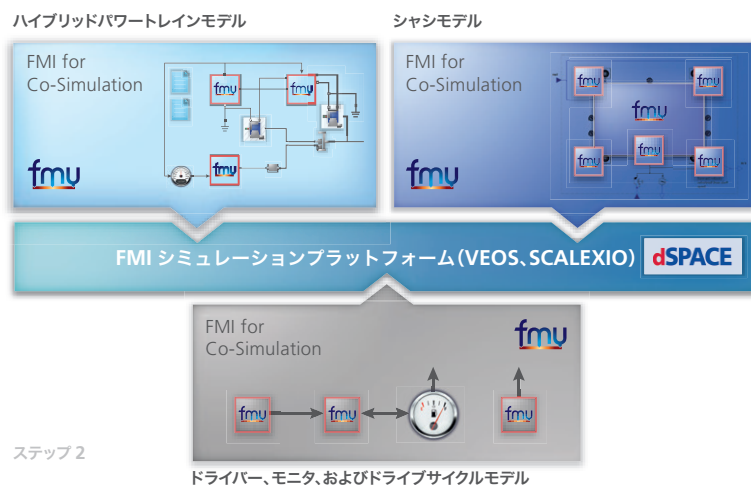 ハイブリッドパワートレインモデル
シャシモデル
FMI for
Co-Simulation
fmu
fmu
fmu
fmu
FMI for
Co-Simulation
fmu
fmu
fmu
fmu
fmu
fmu
fmu
FMI シミュレーションプラットフォーム(VEOS、SCALEXIO)
dSPACE
FMI for
Co-Simulation
fmu
fmu
fmu
fmu
ステップ 2
ドライバー、モニタ、およびドライブサイクルモデル